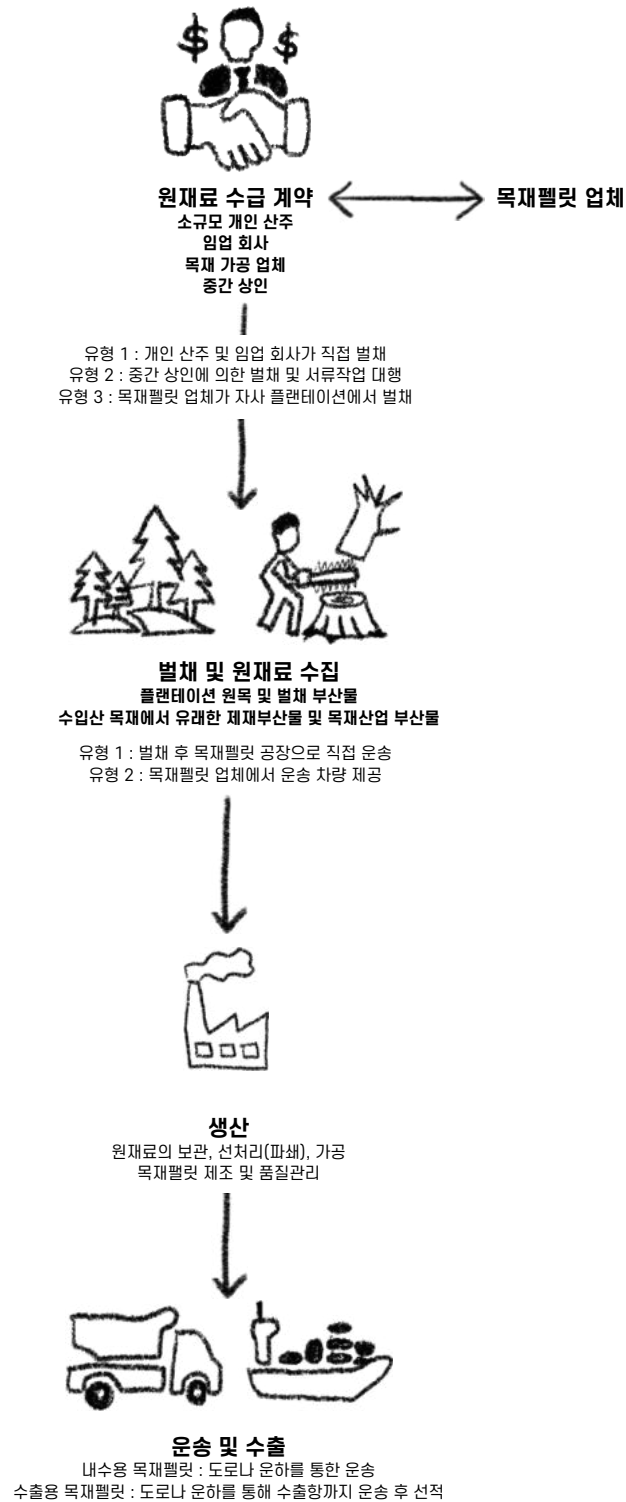 $ $
원재료 수급 계약
목재펠릿 업체
소규모 개인 산주
임업 회사
목재 가공 업체
중간 상인
유형 1 : 개인 산주 및 임업 회사가 직접 벌채
유형 2 : 중간 상인에 의한 벌채 및 서류작업 대행
유형 3 : 목재펠릿 업체가 자사 플랜테이션에서 벌채
벌채 및 원재료 수집
플랜테이션 원목 및 벌채 부산물
수입산 목재에서 유래한 제재부산물 및 목재산업 부산물
유형 1 : 벌채 후 목재펠릿 공장으로 직접 운송
유형 2 : 목재펠릿 업체에서 운송 차량 제공
생산
원재료의 보관, 선처리(파쇄), 가공
목재팰릿 제조 및 품질관리
운송 및 수출
내수용 목재펠릿 : 도로나 운하를 통한 운송
수출용 목재펠릿 : 도로나 운하를 통해 수출항까지 운송 후 선적